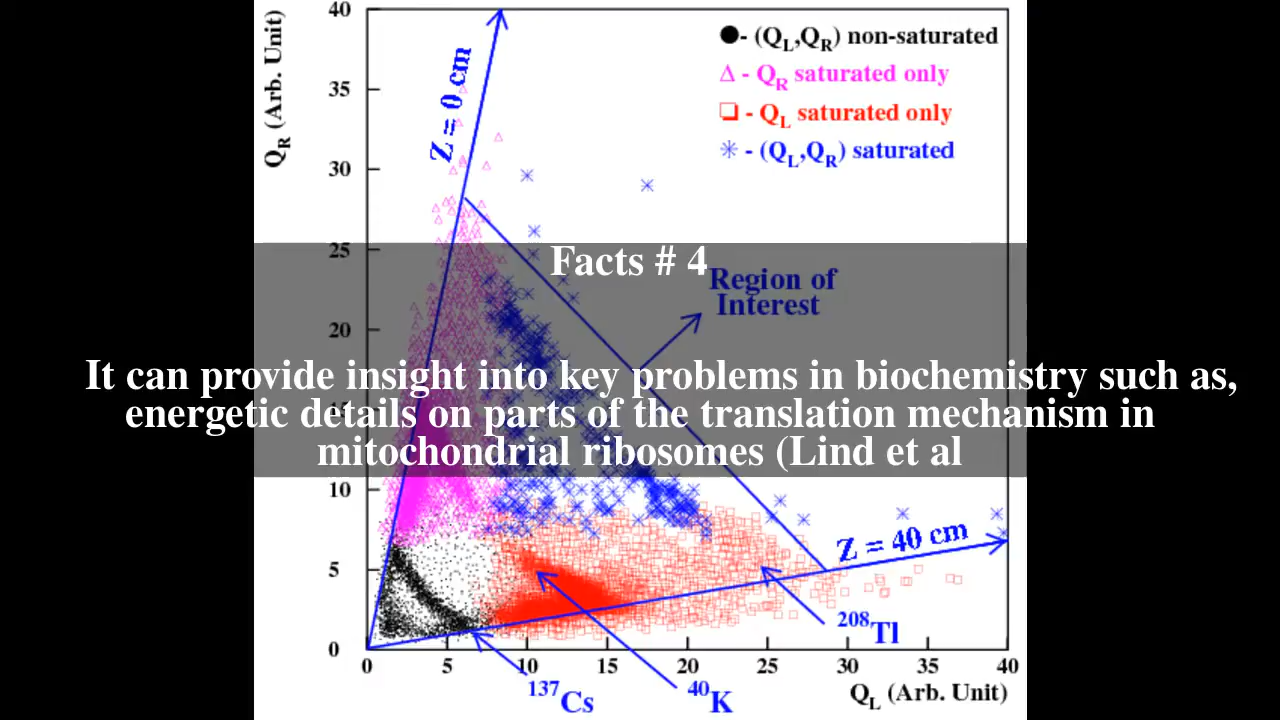 40
35
30
25
20
10
5
0
Q_R (Arb. Unit)
Z = 0 cm
●- (Q_L,Q_R) non-saturated
△ - Q_R saturated only
❏ - Q_L saturated only
✳ - (Q_L,Q_R) saturated
Facts # 4
Region of
Interest
It can provide insight into key problems in biochemistry such as,
energetic details on parts of the translation mechanism in
mitochondrial ribosomes (Lind et al
Z = 40 cm
208Tl
0 5 10 15 20 25 30 35 40
137Cs
40K
Q_L (Arb. Unit)